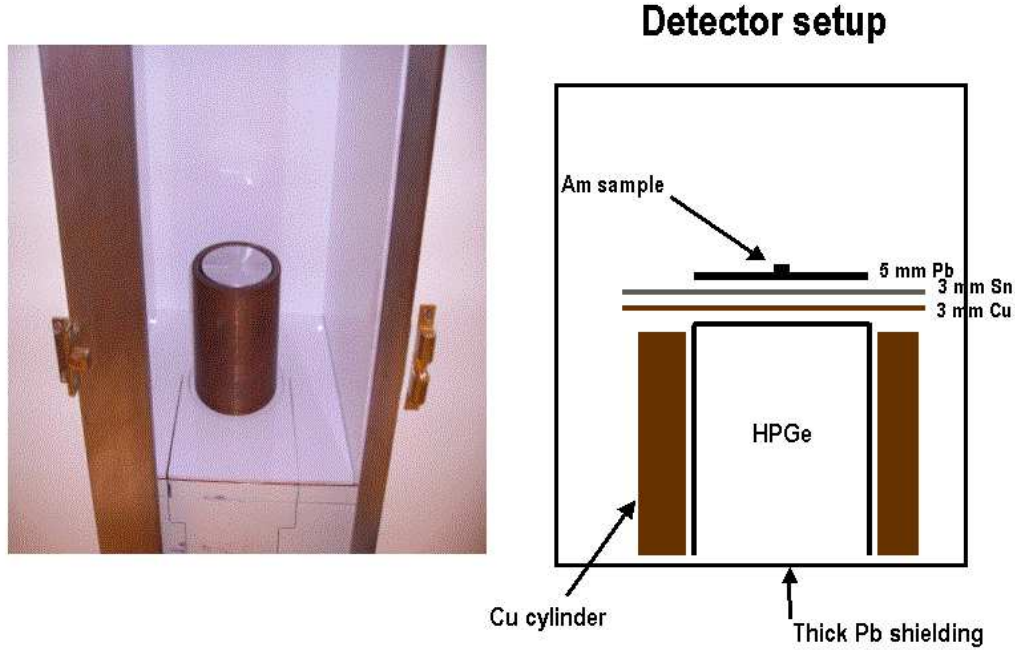 Detector setup
Am sample
5 mm Pb
3 mm Sn
3 mm Cu
HPGe
Cu cylinder
Thick Pb shielding